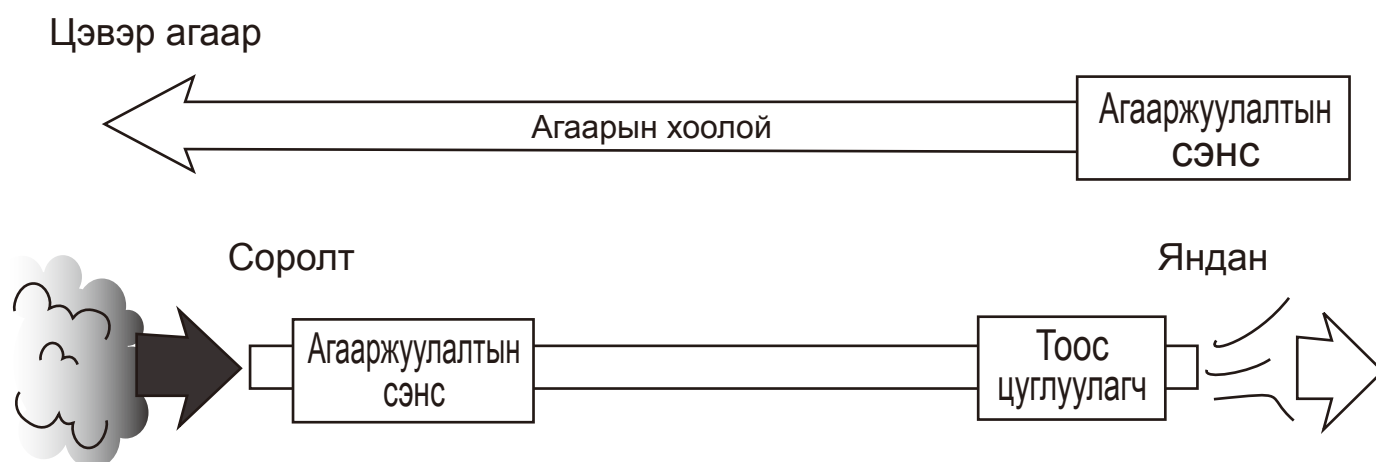 Цэвэр агаар
Агаарын хоолой
Агааржуулалтын
сэнс
Соролт
Яндан
Агааржуулалтын
сэнс
Тоос
цуглуулагч